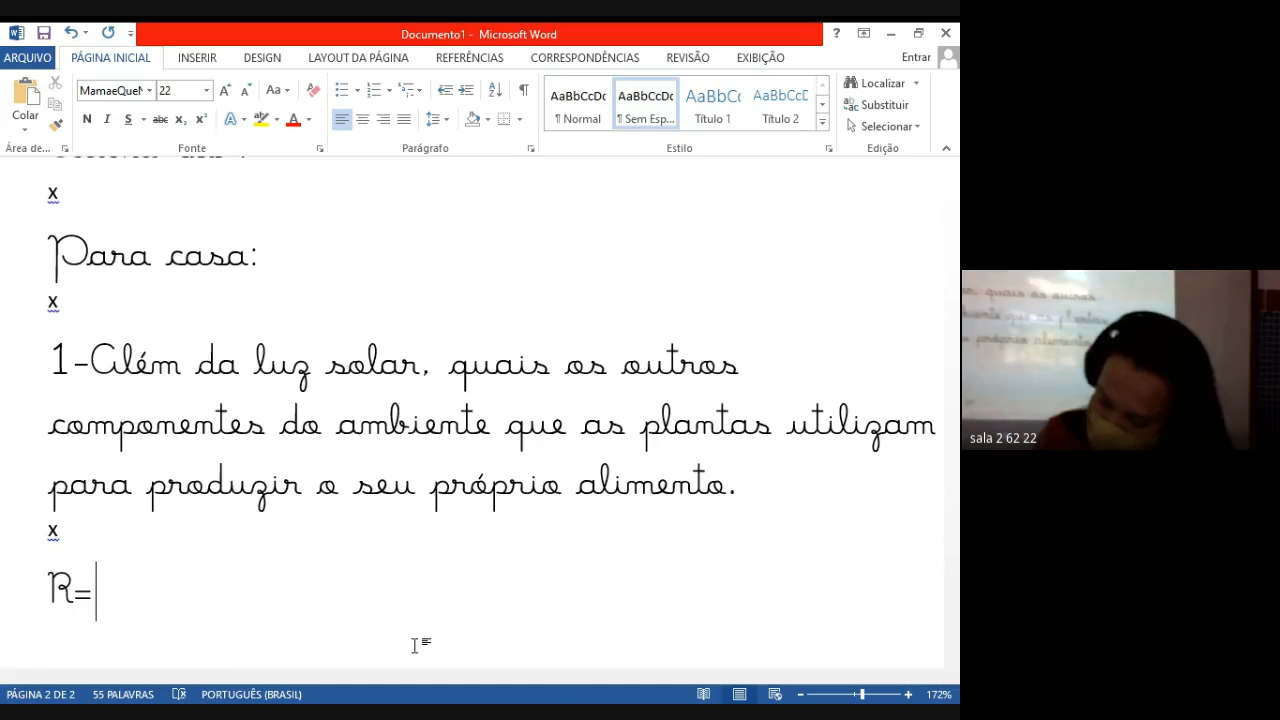 Documento1 - Microsoft Word
?
ARQUIVO PÁGINA INICIAL INSERIR DESIGN LAYOUT DA PÁGINA REFERÊNCIAS CORRESPONDÊNCIAS REVISÃO EXIBIÇÃO Entrar
Colar
MamaeQueN 22
AaBbCcDc AaBbCcDc AaBbCc AaBbCcD
¶ Normal ¶ Sem Esp... Título 1 Título 2
Localizar
Substituir
Selecionar
Área de... Fonte Parágrafo Estilo Edição
x
Para casa:
x
1-Além da luz solar, quais os outros
componentes do ambiente que as plantas utilizam
para produzir o seu próprio alimento.
x
R=
sala 2 62 22
PÁGINA 2 DE 2 55 PALAVRAS PORTUGUÊS (BRASIL) 172%